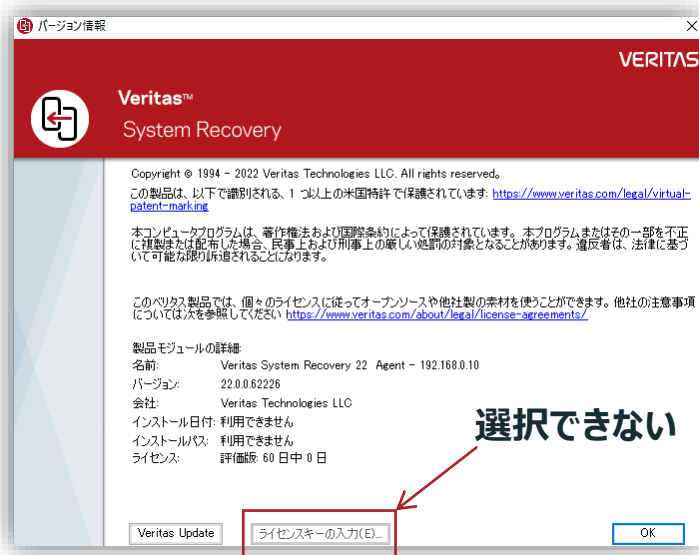 バージョン情報
VERITAS
Veritas™
System Recovery
Copyright © 1994 - 2022 Veritas Technologies LLC. All rights reserved。
この製品は、以下で識別される、1 つ以上の米国特許で保護されています: https://www.veritas.com/legal/virtual-
patent-marking
本コンピュータプログラムは、著作権法および国際条約によって保護されています。本プログラムまたはその一部を不正
に複製または配布した場合、民事上および刑事上の厳しい処罰の対象となることがあります。違反者は、法律に基づ
いて可能な限り訴追されることになります。
このベリタス製品では、個々のライセンスに従ってオープンソースや他社製の素材を使うことができます。他社の注意事項
については次を参照してください https://www.veritas.com/about/legal/license-agreements/
製品モジュールの詳細:
名前: Veritas System Recovery 22 Agent - 192.168.0.10
バージョン: 22.0.0.62226
会社: Veritas Technologies LLC
インストール日付: 利用できません
インストールパス: 利用できません
ライセンス: 評価版: 60 日中 0 日
選択できない
Veritas Update
ライセンスキーの入力(E)...
OK